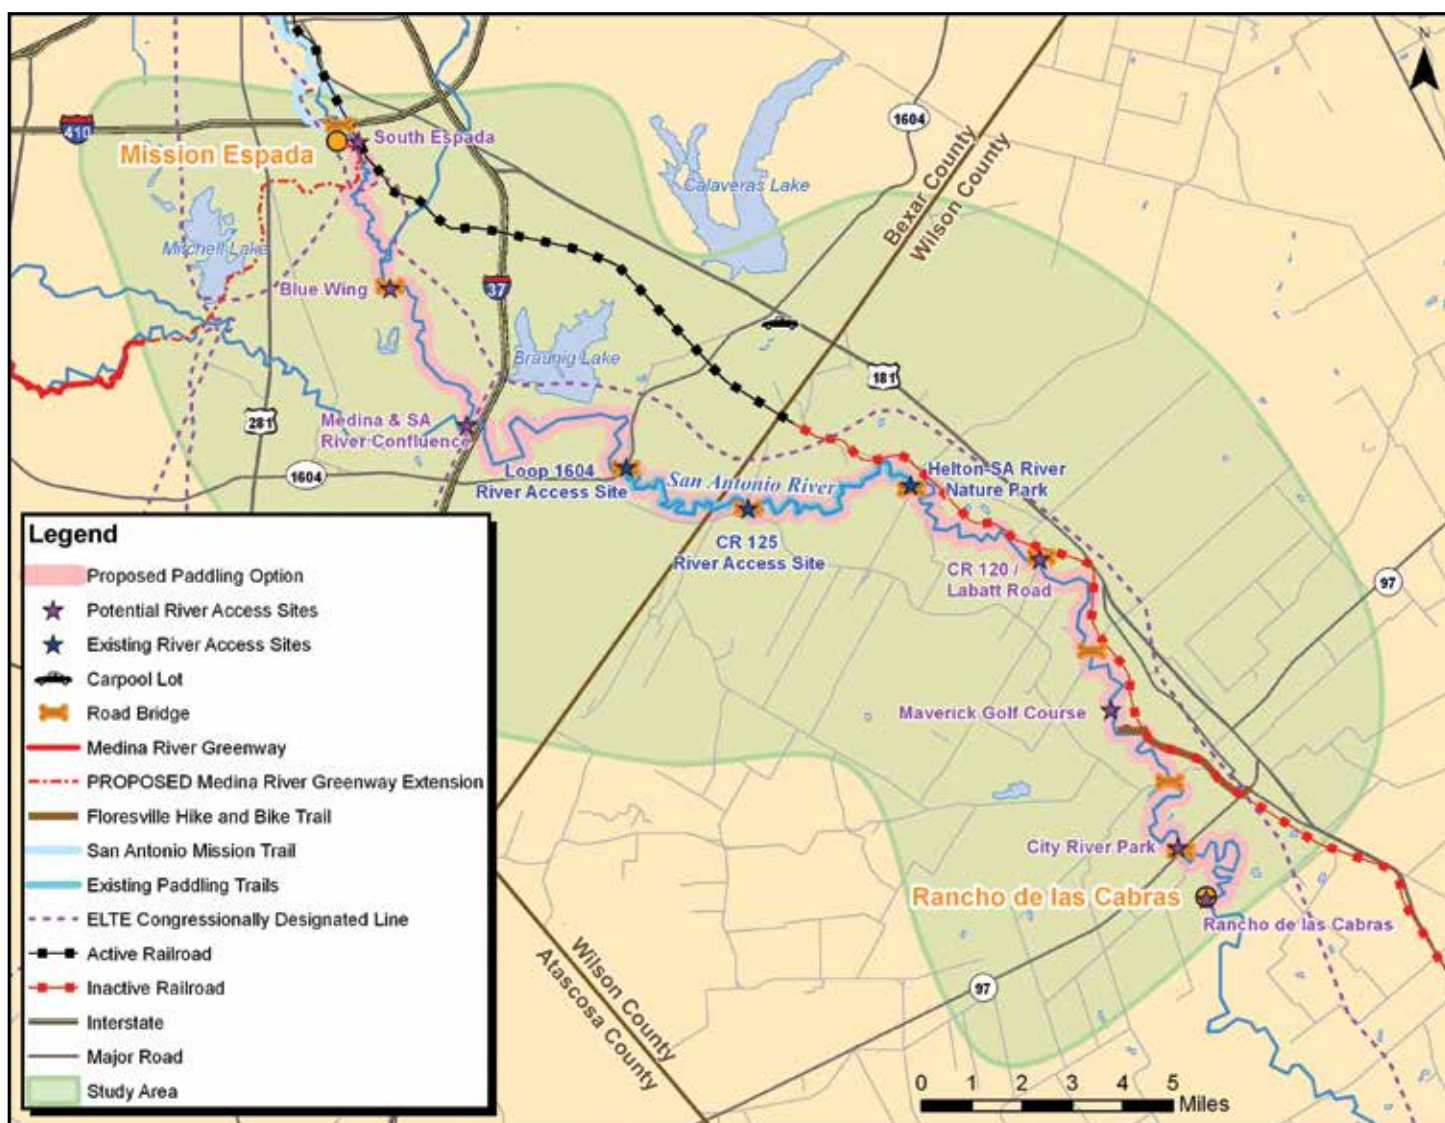 N
410
Mission Espada
South Espada
1604
Calaveras Lake
Bexar County
Wilson County
Mitchell Lake
Blue Wing
37
Braunig Lake
181
281
Medina & SA
River Confluence
1604
Loop 1604
River Access Site
San Antonio River
Helton-SA River
Nature Park
CR 125
River Access Site
CR 120 /
Labatt Road
97
Maverick Golf Course
City River Park
Rancho de las Cabras
Rancho de las Cabras
97
Wilson County
Atascosa County
Legend
Proposed Paddling Option
Potential River Access Sites
Existing River Access Sites
Carpool Lot
Road Bridge
Medina River Greenway
PROPOSED Medina River Greenway Extension
Floresville Hike and Bike Trail
San Antonio Mission Trail
Existing Paddling Trails
ELTE Congressionally Designated Line
Active Railroad
Inactive Railroad
Interstate
Major Road
Study Area
0 1 2 3 4 5
Miles